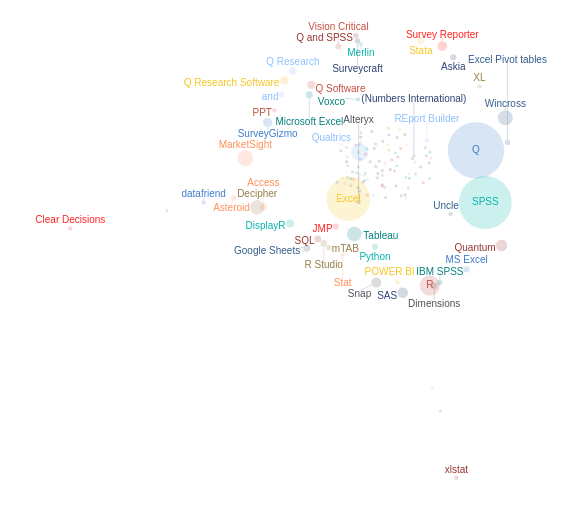 Vision Critical
Q and SPSS
Survey Reporter
Merlin
Stata
Q Research
Surveycraft
Askia
Excel Pivot tables
Q Research Software
Q Software
XL
and
Voxco
(Numbers International)
Wincross
PPT
Microsoft Excel
Alteryx
REport Builder
SurveyGizmo
Qualtrics
MarketSight
Q
Access
datafriend
Decipher
Excel
SPSS
Asteroid
Uncle
Clear Decisions
DisplayR
JMP
Tableau
SQL
mTAB
Quantum
Google Sheets
Python
MS Excel
R Studio
POWER BI
IBM SPSS
Stat
R
Snap
SAS
Dimensions
xlstat